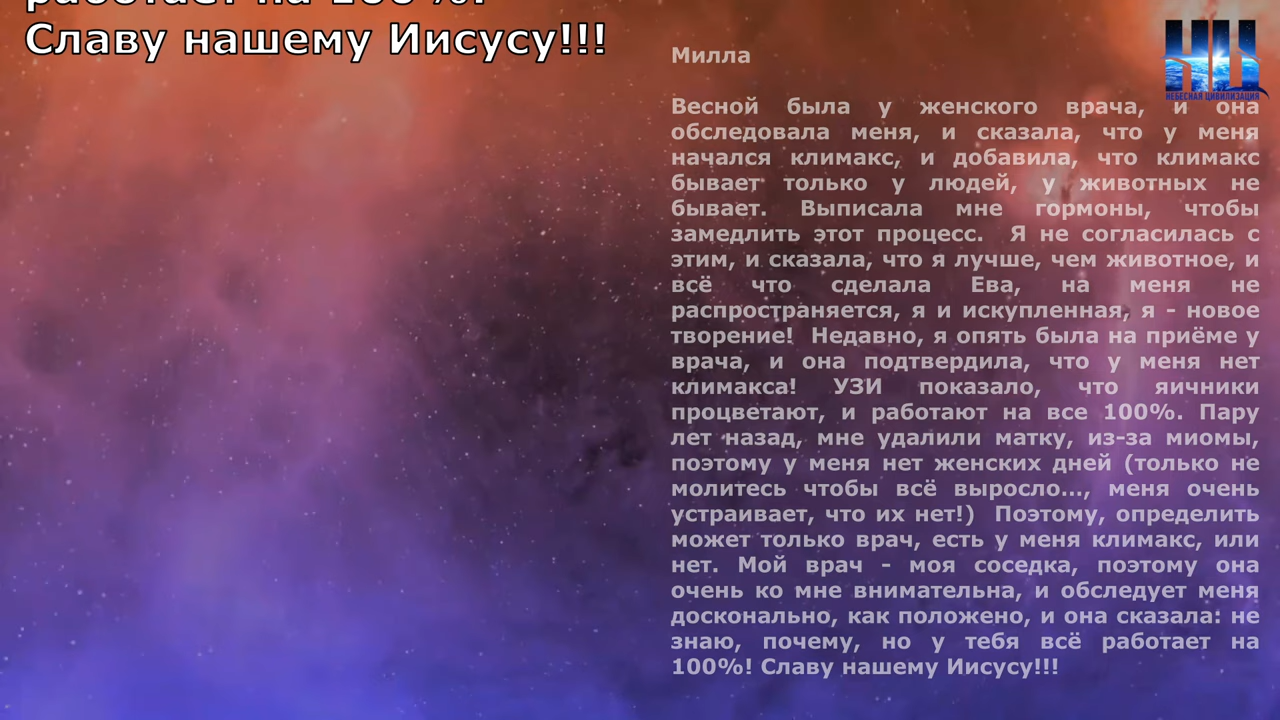 работает на 100%!
Славу нашему Иисусу!!!
Милла
Весной была у женского врача, и она
обследовала меня, и сказала, что у меня
начался климакс, и добавила, что климакс
бывает только у людей, у животных не
бывает. Выписала мне гормоны, чтобы
замедлить этот процесс. Я не согласилась с
этим, и сказала, что я лучше, чем животное, и
всё что сделала Ева, на меня не
распространяется, я и искупленная, я - новое
творение! Недавно, я опять была на приёме у
врача, и она подтвердила, что у меня нет
климакса! УЗИ показало, что яичники
процветают, и работают на все 100%. Пару
лет назад, мне удалили матку, из-за миомы,
поэтому у меня нет женских дней (только не
молитесь чтобы всё выросло..., меня очень
устраивает, что их нет!) Поэтому, определить
может только врач, есть у меня климакс, или
нет. Мой врач - моя соседка, поэтому она
очень ко мне внимательна, и обследует меня
досконально, как положено, и она сказала: не
знаю, почему, но у тебя всё работает на
100%! Славу нашему Иисусу!!!
НЦ
НЕБЕСНАЯ ЦИВИЛИЗАЦИЯ